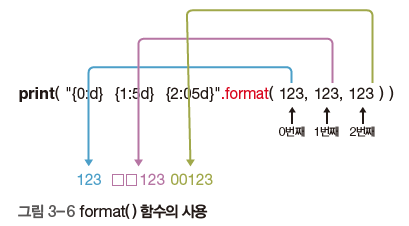 print( "{0:d} {1:5d} {2:05d}".format( 123, 123, 123 ) )
0번째 1번째 2번째
123 □□123 00123
그림 3-6 format( ) 함수의 사용